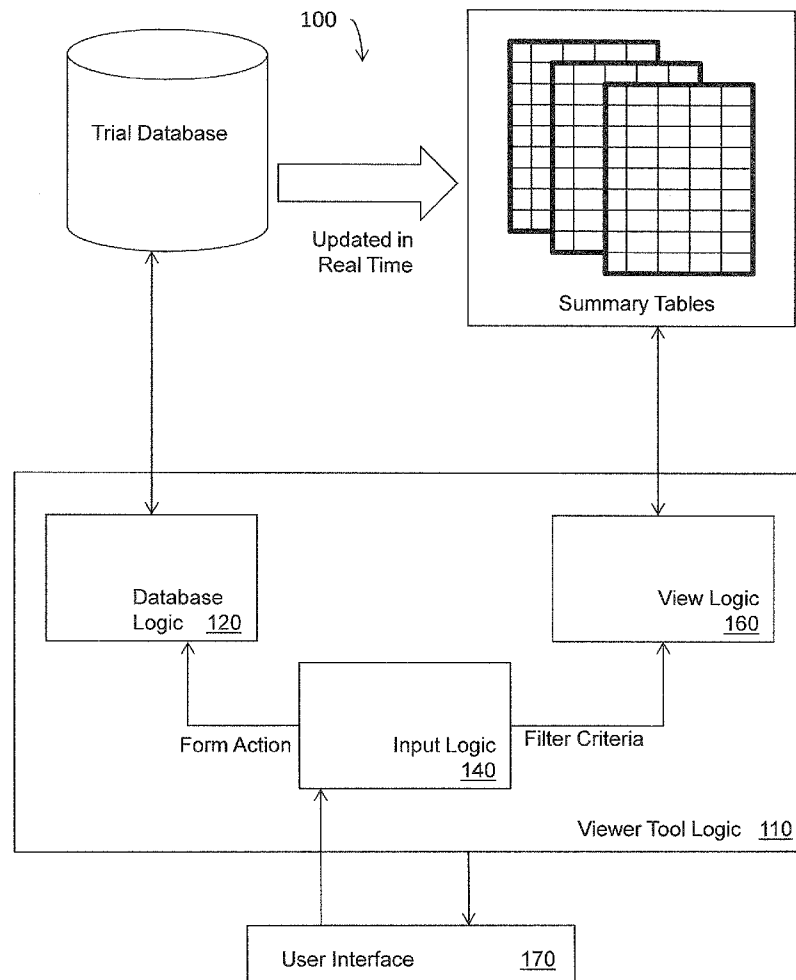 100
Trial Database
Updated in
Real Time
Summary Tables
Database
Logic 120
View Logic
160
Form Action
Input Logic
140
Filter Criteria
Viewer Tool Logic 110
User Interface 170